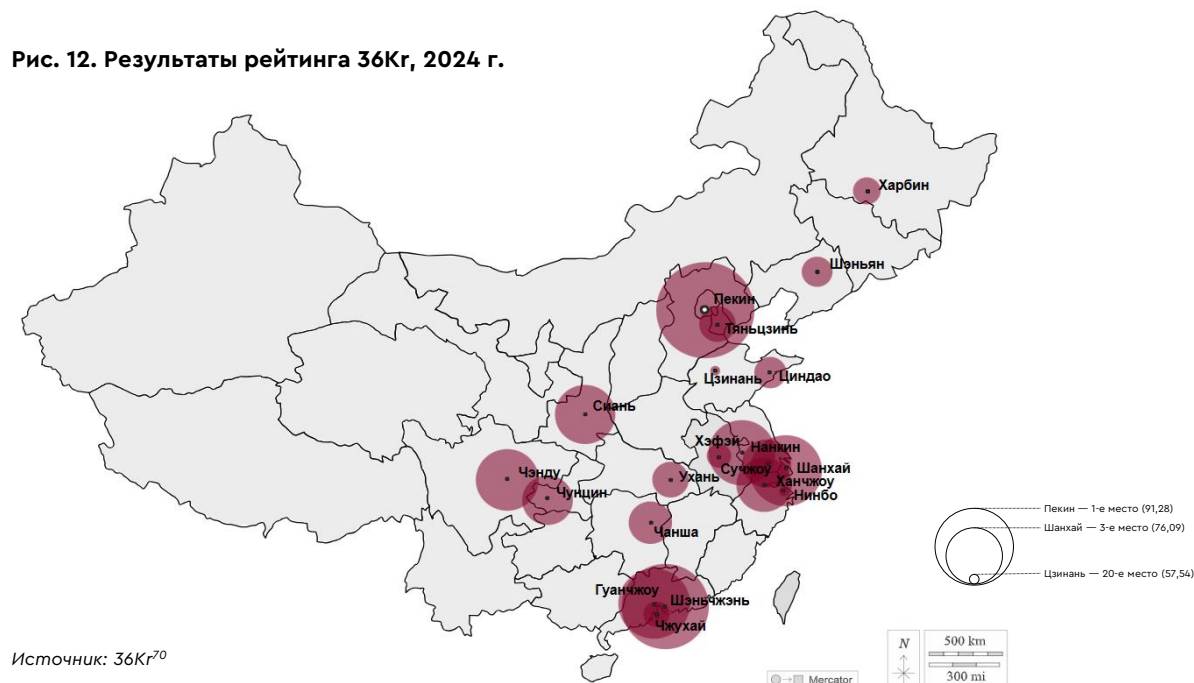 Рис. 12. Результаты рейтинга 36Kr, 2024 г.
Харбин
Шэньян
Пекин
Тяньцзинь
Цзинань
Циндао
Сиань
Хэфэй
Нанкин
Сучжоу
Шанхай
Ханчжоу
Нинбо
Чэнду
Чунцин
Ухань
Чанша
Гуанчжоу
Шэньчжэнь
Чжухай
Пекин — 1-е место (91,28)
Шанхай — 3-е место (76,09)
Цзинань — 20-е место (57,54)
Источник: 36Kr70
Mercator
N
500 km
300 mi